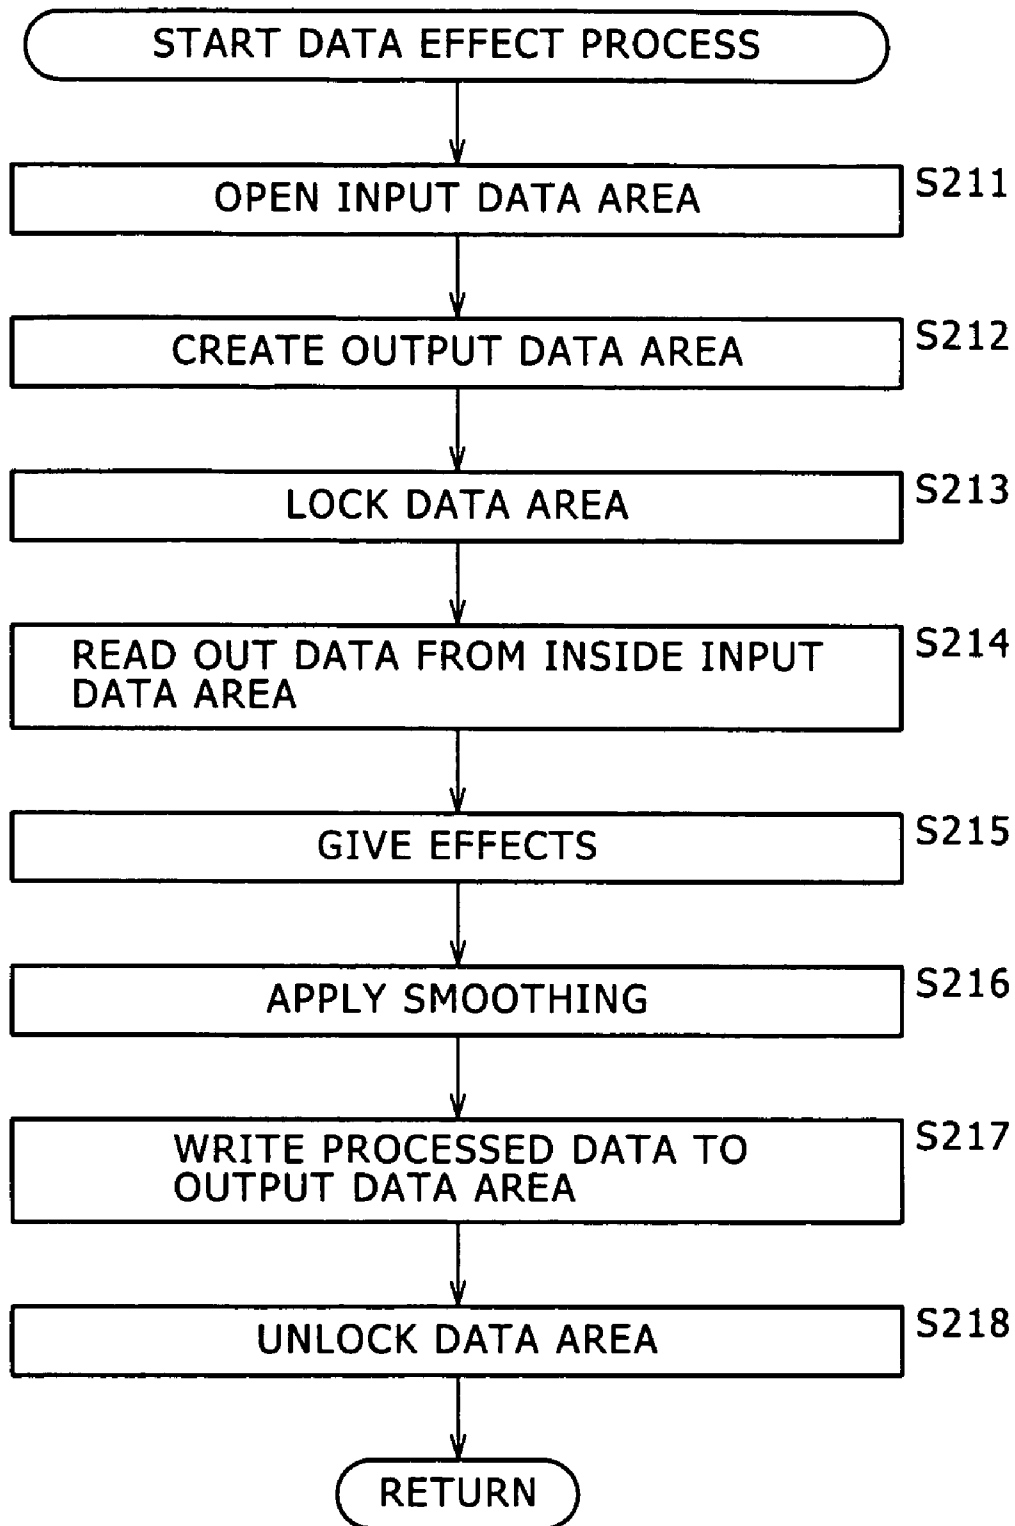 START DATA EFFECT PROCESS
OPEN INPUT DATA AREA
S211
CREATE OUTPUT DATA AREA
S212
LOCK DATA AREA
S213
READ OUT DATA FROM INSIDE INPUT
DATA AREA
S214
GIVE EFFECTS
S215
APPLY SMOOTHING
S216
WRITE PROCESSED DATA TO
OUTPUT DATA AREA
S217
UNLOCK DATA AREA
S218
RETURN